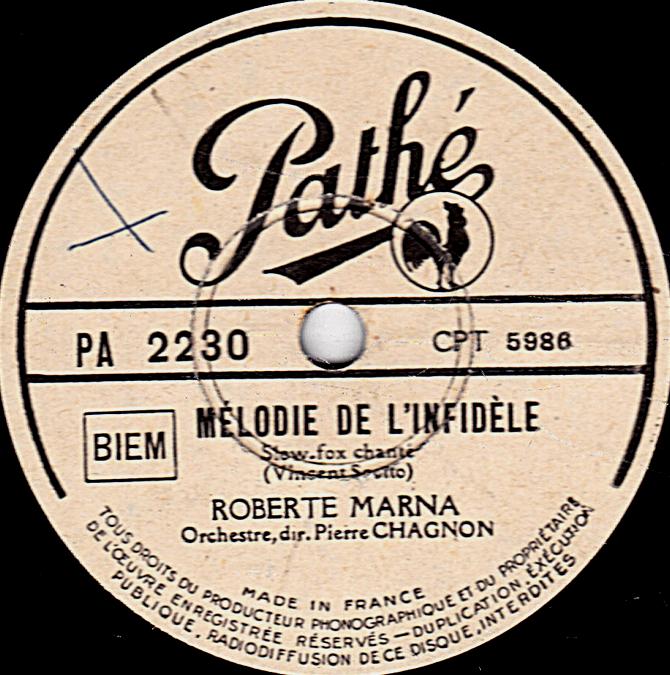 Pathé
PA 2230
CPT 5986
BIEM
MÉLODIE DE L'INFIDÈLE
Slow-fox chanté
(Vincent Scotto)
ROBERTE MARNA
Orchestre, dir. Pierre CHAGNON
MADE IN FRANCE
TOUS DROITS DU PRODUCTEUR PHONOGRAPHIQUE ET DU PROPRIÉTAIRE
DE L'ŒUVRE ENREGISTRÉE RÉSERVÉS — DUPLICATION, EXÉCUTION
PUBLIQUE, RADIODIFFUSION DE CE DISQUE, INTERDITES